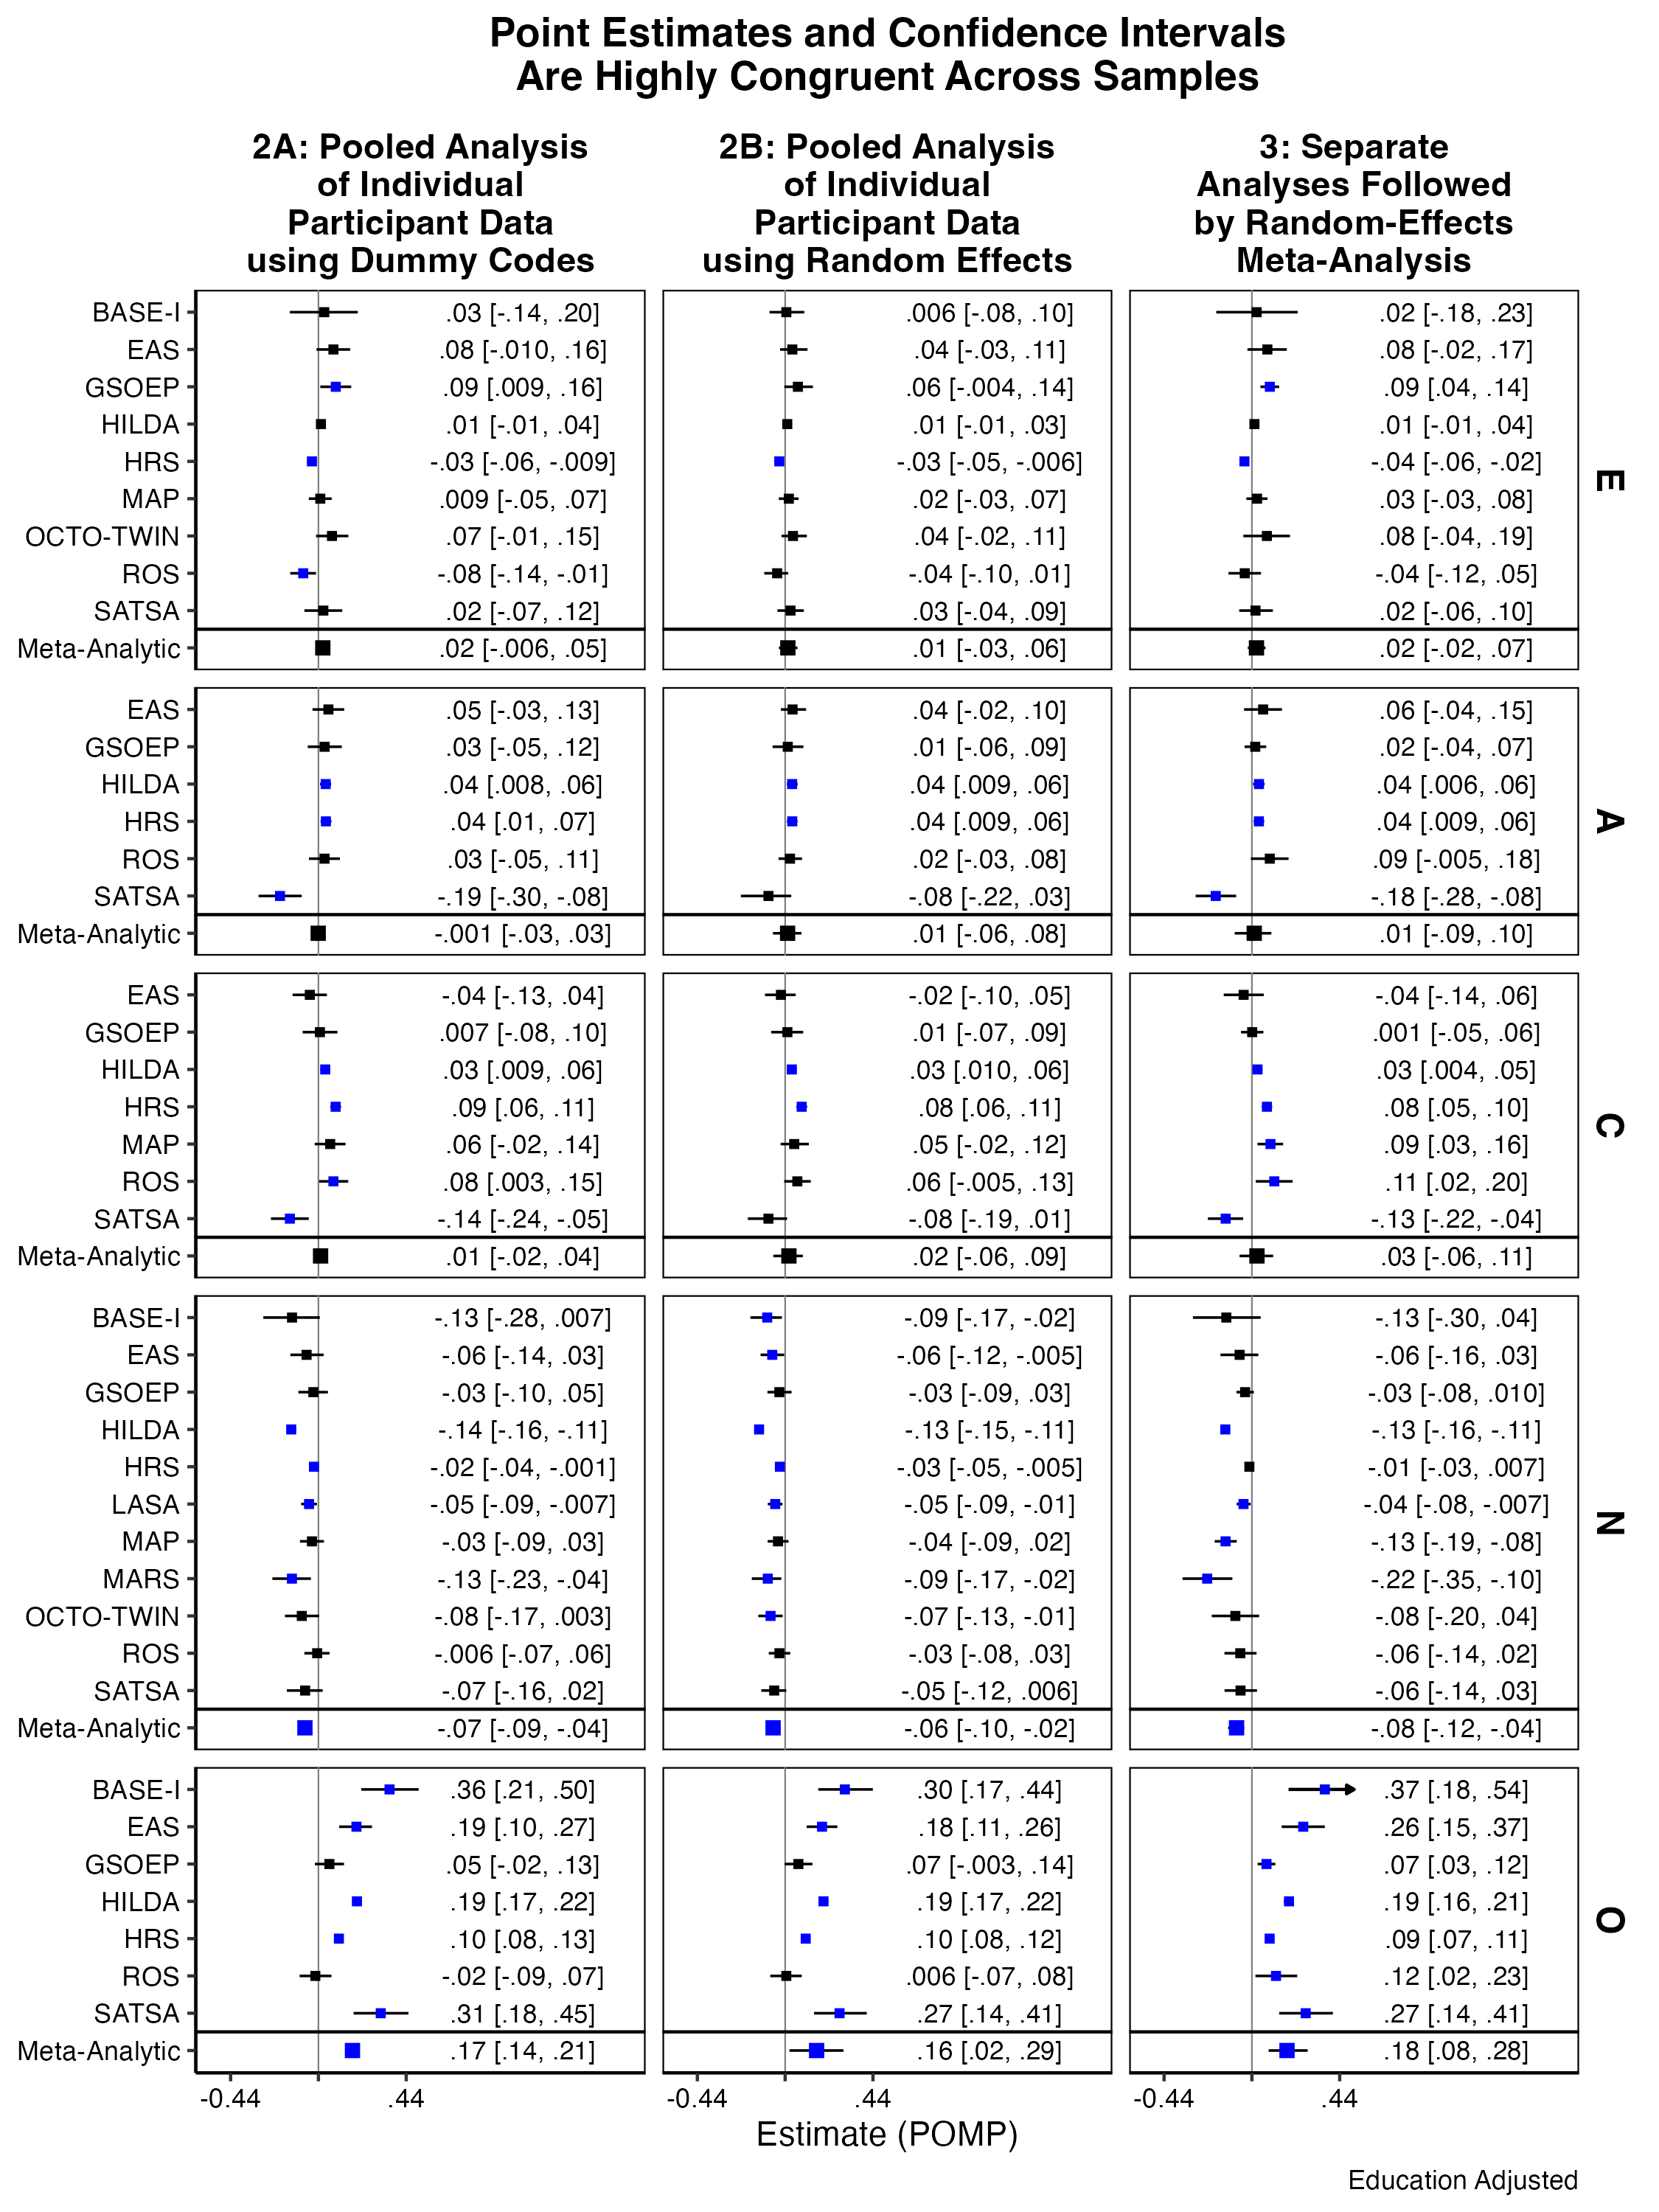 Point Estimates and Confidence Intervals
Are Highly Congruent Across Samples
2A: Pooled Analysis
of Individual
Participant Data
using Dummy Codes
2B: Pooled Analysis
of Individual
Participant Data
using Random Effects
3: Separate
Analyses Followed
by Random-Effects
Meta-Analysis
BASE-I .03 [-.14, .20] .006 [-.08, .10] .02 [-.18, .23]
EAS .08 [-.010, .16] .04 [-.03, .11] .08 [-.02, .17]
GSOEP .09 [.009, .16] .06 [-.004, .14] .09 [.04, .14]
HILDA .01 [-.01, .04] .01 [-.01, .03] .01 [-.01, .04]
HRS -.03 [-.06, -.009] -.03 [-.05, -.006] -.04 [-.06, -.02]
MAP .009 [-.05, .07] .02 [-.03, .07] .03 [-.03, .08]
OCTO-TWIN .07 [-.01, .15] .04 [-.02, .11] .08 [-.04, .19]
ROS -.08 [-.14, -.01] -.04 [-.10, .01] -.04 [-.12, .05]
SATSA .02 [-.07, .12] .03 [-.04, .09] .02 [-.06, .10]
Meta-Analytic .02 [-.006, .05] .01 [-.03, .06] .02 [-.02, .07]
E
EAS .05 [-.03, .13] .04 [-.02, .10] .06 [-.04, .15]
GSOEP .03 [-.05, .12] .01 [-.06, .09] .02 [-.04, .07]
HILDA .04 [.008, .06] .04 [.009, .06] .04 [.006, .06]
HRS .04 [.01, .07] .04 [.009, .06] .04 [.009, .06]
ROS .03 [-.05, .11] .02 [-.03, .08] .09 [-.005, .18]
SATSA -.19 [-.30, -.08] -.08 [-.22, .03] -.18 [-.28, -.08]
Meta-Analytic -.001 [-.03, .03] .01 [-.06, .08] .01 [-.09, .10]
A
EAS -.04 [-.13, .04] -.02 [-.10, .05] -.04 [-.14, .06]
GSOEP .007 [-.08, .10] .01 [-.07, .09] .001 [-.05, .06]
HILDA .03 [.009, .06] .03 [.010, .06] .03 [.004, .05]
HRS .09 [.06, .11] .08 [.06, .11] .08 [.05, .10]
MAP .06 [-.02, .14] .05 [-.02, .12] .09 [.03, .16]
ROS .08 [.003, .15] .06 [-.005, .13] .11 [.02, .20]
SATSA -.14 [-.24, -.05] -.08 [-.19, .01] -.13 [-.22, -.04]
Meta-Analytic .01 [-.02, .04] .02 [-.06, .09] .03 [-.06, .11]
C
BASE-I -.13 [-.28, .007] -.09 [-.17, -.02] -.13 [-.30, .04]
EAS -.06 [-.14, .03] -.06 [-.12, -.005] -.06 [-.16, .03]
GSOEP -.03 [-.10, .05] -.03 [-.09, .03] -.03 [-.08, .010]
HILDA -.14 [-.16, -.11] -.13 [-.15, -.11] -.13 [-.16, -.11]
HRS -.02 [-.04, -.001] -.03 [-.05, -.005] -.01 [-.03, .007]
LASA -.05 [-.09, -.007] -.05 [-.09, -.01] -.04 [-.08, -.007]
MAP -.03 [-.09, .03] -.04 [-.09, .02] -.13 [-.19, -.08]
MARS -.13 [-.23, -.04] -.09 [-.17, -.02] -.22 [-.35, -.10]
OCTO-TWIN -.08 [-.17, .003] -.07 [-.13, -.01] -.08 [-.20, .04]
ROS -.006 [-.07, .06] -.03 [-.08, .03] -.06 [-.14, .02]
SATSA -.07 [-.16, .02] -.05 [-.12, .006] -.06 [-.14, .03]
Meta-Analytic -.07 [-.09, -.04] -.06 [-.10, -.02] -.08 [-.12, -.04]
N
BASE-I .36 [.21, .50] .30 [.17, .44] .37 [.18, .54]
EAS .19 [.10, .27] .18 [.11, .26] .26 [.15, .37]
GSOEP .05 [-.02, .13] .07 [-.003, .14] .07 [.03, .12]
HILDA .19 [.17, .22] .19 [.17, .22] .19 [.16, .21]
HRS .10 [.08, .13] .10 [.08, .12] .09 [.07, .11]
ROS -.02 [-.09, .07] .006 [-.07, .08] .12 [.02, .23]
SATSA .31 [.18, .45] .27 [.14, .41] .27 [.14, .41]
Meta-Analytic .17 [.14, .21] .16 [.02, .29] .18 [.08, .28]
O
-0.44 .44 -0.44 .44 -0.44 .44
Estimate (POMP)
Education Adjusted